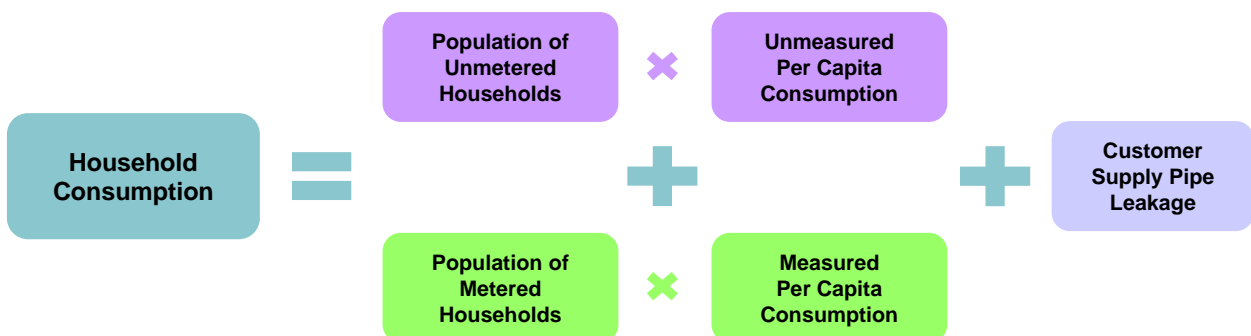 Household
Consumption
Population of
Unmetered
Households
Unmeasured
Per Capita
Consumption
Population of
Metered
Households
Measured
Per Capita
Consumption
Customer
Supply Pipe
Leakage